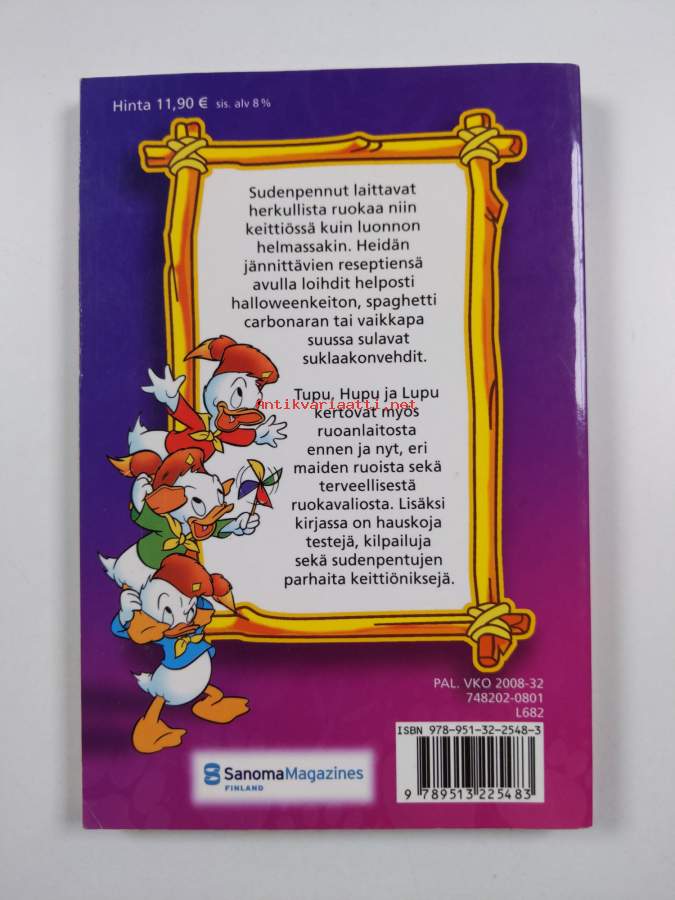 Hinta 11,90 € sis. alv 8 %
Sudenpennut laittavat
herkullista ruokaa niin
keittiössä kuin luonnon
helmassakin. Heidän
jännittävien reseptiensä
avulla loihdit helposti
halloweenkeiton, spaghetti
carbonaran tai vaikkapa
suussa sulavat
suklaakonvehdit.
Tupu, Hupu ja Lupu
Antikvariaatti.net
kertovat myös
ruoanlaitosta
ennen ja nyt, eri
maiden ruoista sekä
terveellisestä
ruokavaliosta. Lisäksi
kirjassa on hauskoja
testejä, kilpailuja
sekä sudenpentujen
parhaita keittiöniksejä.
PAL. VKO 2008-32
748202-0801
L682
ISBN 978-951-32-2548-3
9 789513 225483
SanomaMagazines
FINLAND